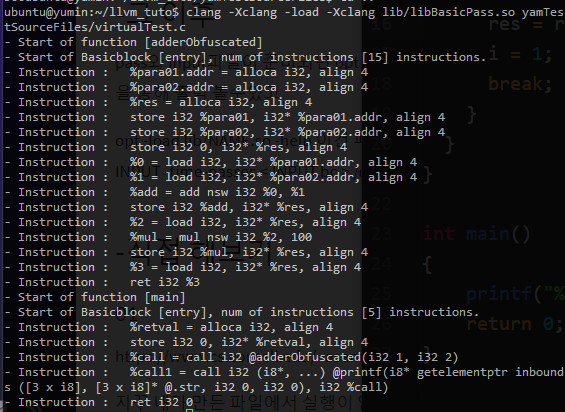 ubuntu@yumin:~/llvm_tuto$ clang -Xclang -load -Xclang lib/libBasicPass.so yamTes
tSourceFiles/virtualTest.c
- Start of function [adderObfuscated]
- Start of Basicblock [entry], num of instructions [15] instructions.
- Instruction :   %para01.addr = alloca i32, align 4
- Instruction :   %para02.addr = alloca i32, align 4
- Instruction :   %res = alloca i32, align 4
- Instruction :   store i32 %para01, i32* %para01.addr, align 4
- Instruction :   store i32 %para02, i32* %para02.addr, align 4
- Instruction :   store i32 0, i32* %res, align 4
- Instruction :   %0 = load i32, i32* %para01.addr, align 4
- Instruction :   %1 = load i32, i32* %para02.addr, align 4
- Instruction :   %add = add nsw i32 %0, %1
- Instruction :   store i32 %add, i32* %res, align 4
- Instruction :   %2 = load i32, i32* %res, align 4
- Instruction :   %mul = mul nsw i32 %2, 100
- Instruction :   store i32 %mul, i32* %res, align 4
- Instruction :   %3 = load i32, i32* %res, align 4
- Instruction :   ret i32 %3
- Start of function [main]
- Start of Basicblock [entry], num of instructions [5] instructions.
- Instruction :   %retval = alloca i32, align 4
- Instruction :   store i32 0, i32* %retval, align 4
- Instruction :   %call = call i32 @adderObfuscated(i32 1, i32 2)
- Instruction :   %call1 = call i32 (i8*, ...) @printf(i8* getelementptr inbound
s ([3 x i8], [3 x i8]* @.str, i32 0, i32 0), i32 %call)
- Instruction :   ret i32 0
res = r
i = 1;
break;
}
}
}
int main()
{
printf("%
return 0;
}